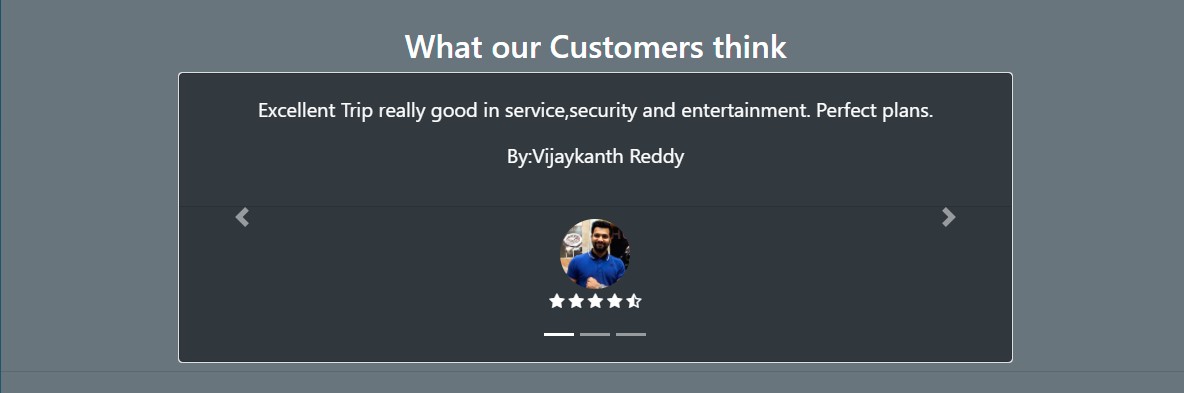 What our Customers think
Excellent Trip really good in service,security and entertainment. Perfect plans.
By:Vijaykanth Reddy